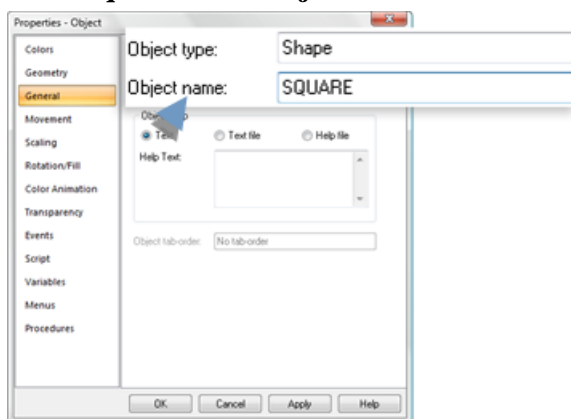 Properties - Object
Object type: Shape
Object name: SQUARE
Colors
Geometry
General
Movement
Scaling
Rotation/Fill
Color Animation
Transparency
Events
Script
Variables
Menus
Procedures
Text file
Help file
Help Text:
Object tab-order: No tab-order
OK Cancel Apply Help